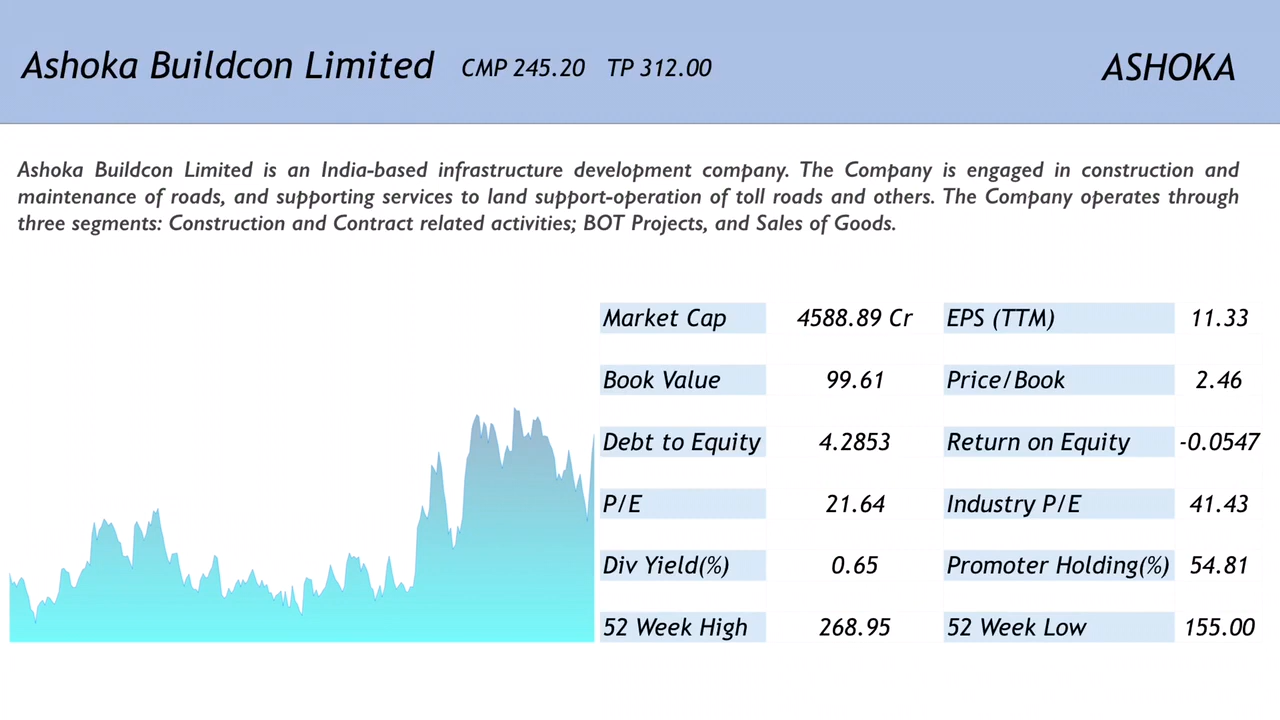 Ashoka Buildcon Limited CMP 245.20 TP 312.00 ASHOKA
Ashoka Buildcon Limited is an India-based infrastructure development company. The Company is engaged in construction and
maintenance of roads, and supporting services to land support-operation of toll roads and others. The Company operates through
three segments: Construction and Contract related activities; BOT Projects, and Sales of Goods.
Market Cap 4588.89 Cr EPS (TTM) 11.33
Book Value 99.61 Price/Book 2.46
Debt to Equity 4.2853 Return on Equity -0.0547
P/E 21.64 Industry P/E 41.43
Div Yield(%) 0.65 Promoter Holding(%) 54.81
52 Week High 268.95 52 Week Low 155.00